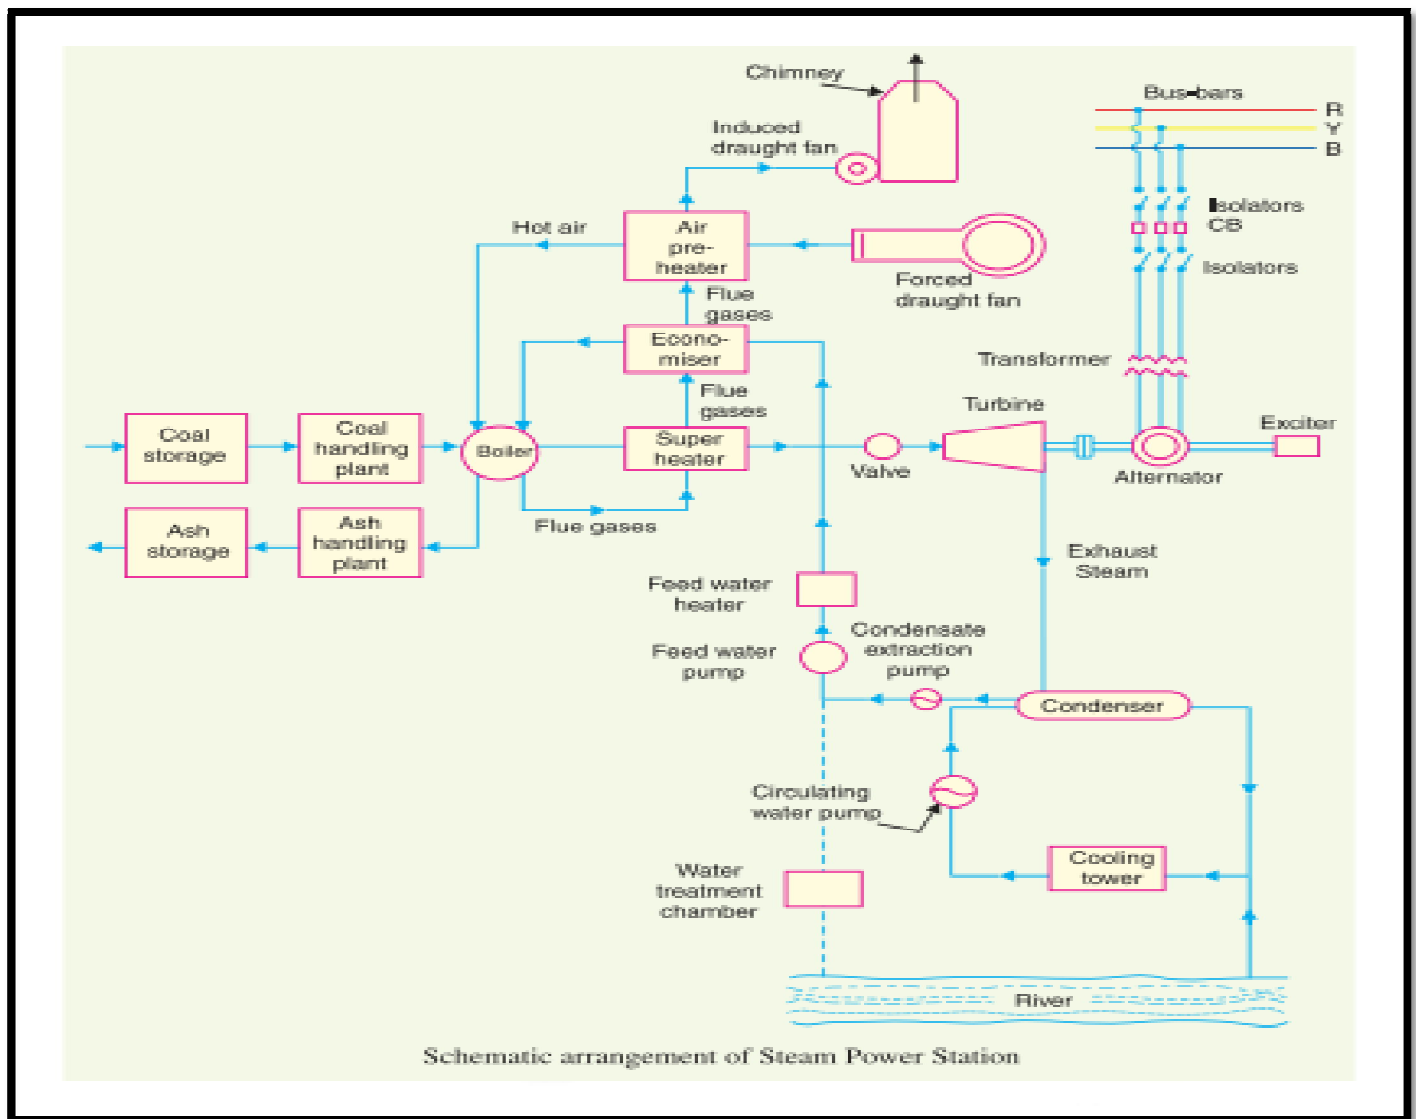 Chimney
Bus-bars
R
Y
B
Induced
draught fan
Isolators
CB
Isolators
Hot air
Air
pre-
heater
Forced
draught fan
Flue
gases
Econo-
miser
Transformer
Flue
gases
Turbine
Exciter
Coal
storage
Coal
handling
plant
Boiler
Super
heater
Valve
Alternator
Ash
storage
Ash
handling
plant
Flue gases
Exhaust
Steam
Feed water
heater
Condensate
extraction
pump
Feed water
pump
Condenser
Circulating
water pump
Cooling
tower
Water
treatment
chamber
River
Schematic arrangement of Steam Power Station